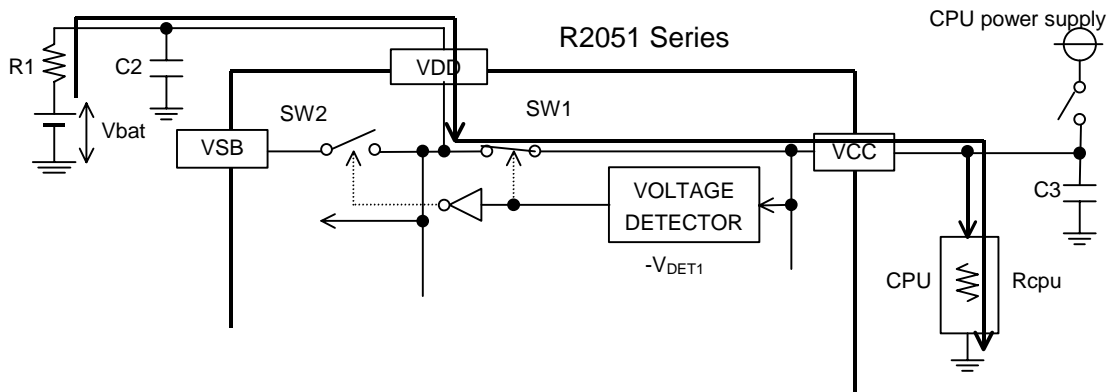 CPU power supply
R2051 Series
R1
C2
VDD
SW1
SW2
Vbat
VSB
VCC
C3
VOLTAGE
DETECTOR
-VDET1
CPU
Rcpu